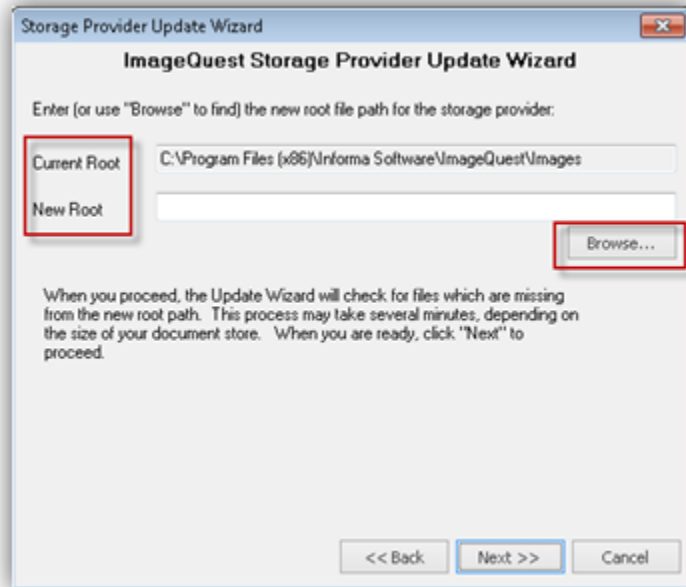 Storage Provider Update Wizard
ImageQuest Storage Provider Update Wizard
Enter (or use "Browse" to find) the new root file path for the storage provider:
Current Root C:\Program Files (x86)\Informa Software\ImageQuest\Images
New Root
Browse...
When you proceed, the Update Wizard will check for files which are missing
from the new root path. This process may take several minutes, depending on
the size of your document store. When you are ready, click "Next" to
proceed.
<< Back Next >> Cancel